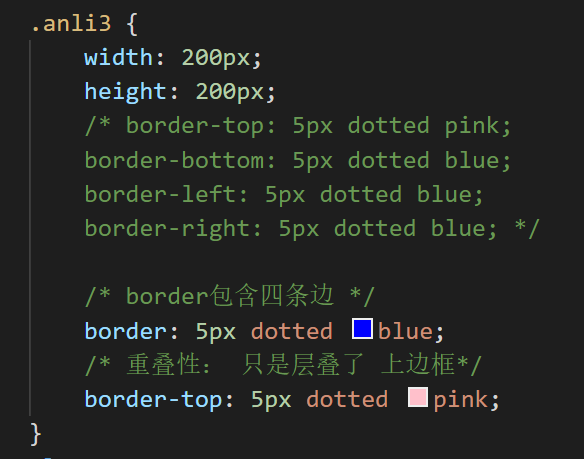 .anli3 {
width: 200px;
height: 200px;
/* border-top: 5px dotted pink;
border-bottom: 5px dotted blue;
border-left: 5px dotted blue;
border-right: 5px dotted blue; */
/* border包含四条边 */
border: 5px dotted blue;
/* 重叠性： 只是层叠了 上边框*/
border-top: 5px dotted pink;
}